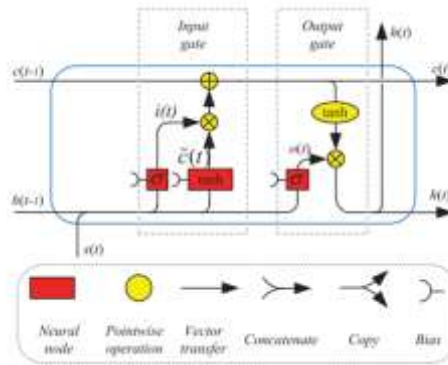 Input
gate
Output
gate
h(t)
c(t-1)
c(t)
i(t)
tanh
c̃(t)
o(t)
σ
tanh
σ
h(t-1)
h(t)
x(t)
Neural
node
Pointwise
operation
Vector
transfer
Concatenate
Copy
Bias